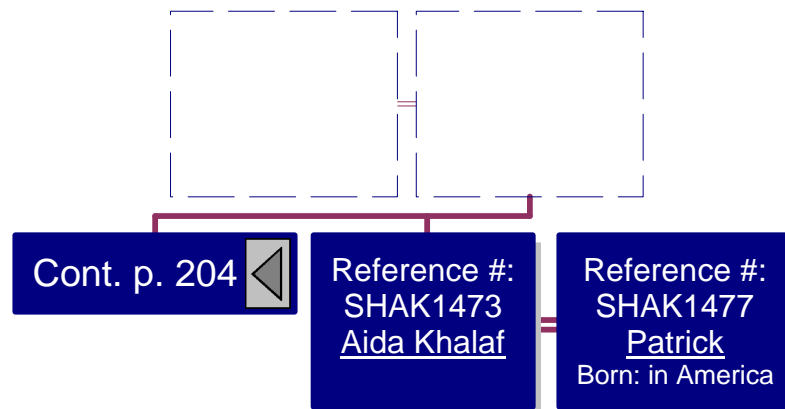 Cont. p. 204
Reference #:
SHAK1473
Aida Khalaf
Reference #:
SHAK1477
Patrick
Born: in America